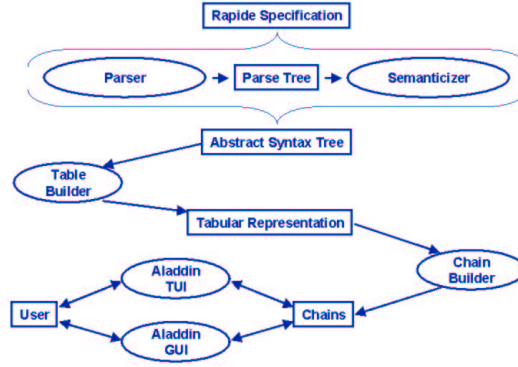 Rapide Specification
Parser
Parse Tree
Semanticizer
Abstract Syntax Tree
Table
Builder
Tabular Representation
Chain
Builder
Aladdin
TUI
User
Chains
Aladdin
GUI